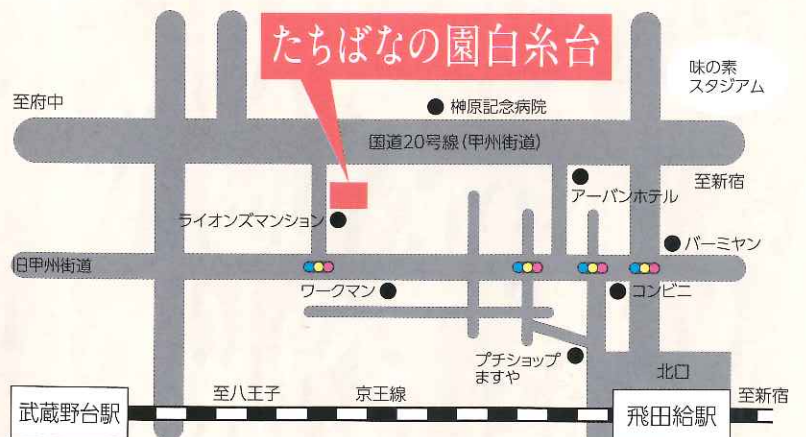 たちばなの園白糸台
味の素
スタジアム
至府中
榊原記念病院
国道20号線(甲州街道)
至新宿
アーバンホテル
ライオンズマンション
バーミヤン
旧甲州街道
ワークマン
コンビニ
プチショップ
ますや
北口
至八王子
京王線
至新宿
武蔵野台駅
飛田給駅